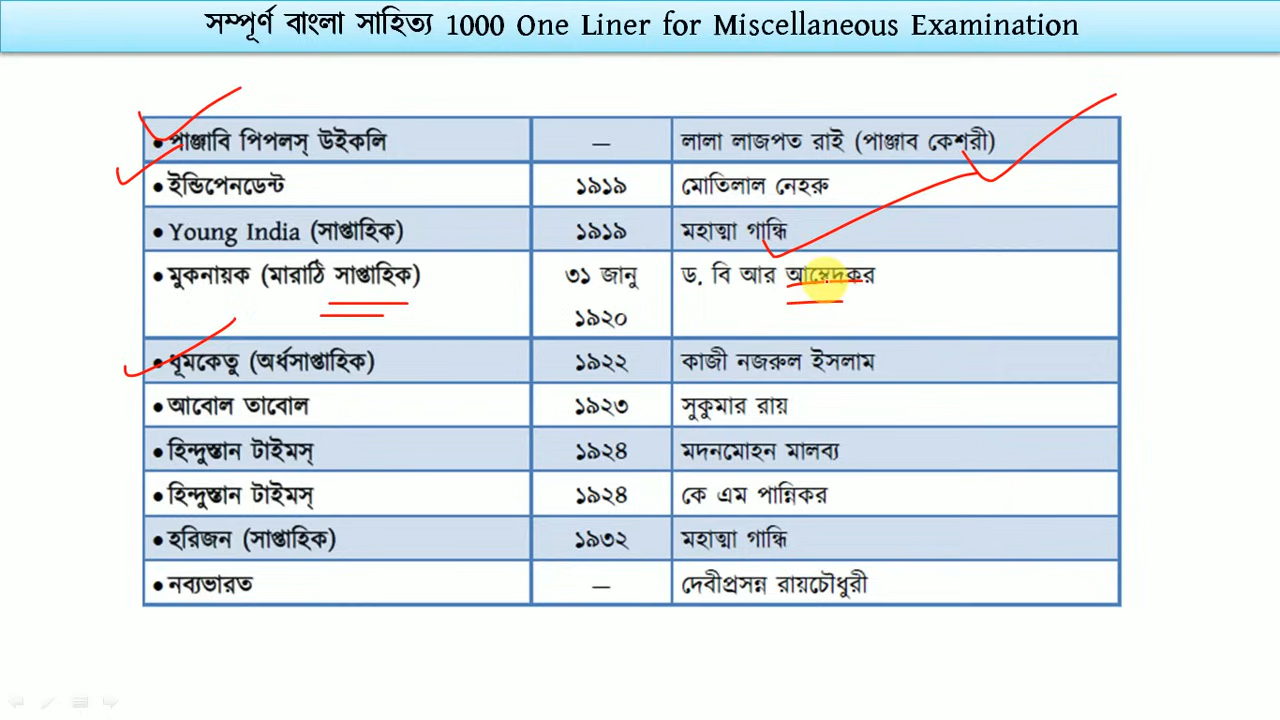 সম্পূর্ণ বাংলা সাহিত্য 1000 One Liner for Miscellaneous Examination
• পাঞ্জাবি পিপলস্ উইকলি — লালা লাজপত রাই (পাঞ্জাব কেশরী)
• ইন্ডিপেনডেন্ট ১৯১৯ মোতিলাল নেহরু
• Young India (সাপ্তাহিক) ১৯১৯ মহাত্মা গান্ধি
• মুকনায়ক (মারাঠি সাপ্তাহিক) ৩১ জানু ড. বি আর আম্বেদকর
১৯২০
• ধূমকেতু (অর্ধসাপ্তাহিক) ১৯২২ কাজী নজরুল ইসলাম
• আবোল তাবোল ১৯২৩ সুকুমার রায়
• হিন্দুস্তান টাইমস্ ১৯২৪ মদনমোহন মালব্য
• হিন্দুস্তান টাইমস্ ১৯২৪ কে এম পান্নিকর
• হরিজন (সাপ্তাহিক) ১৯৩২ মহাত্মা গান্ধি
• নব্যভারত — দেবীপ্রসন্ন রায়চৌধুরী